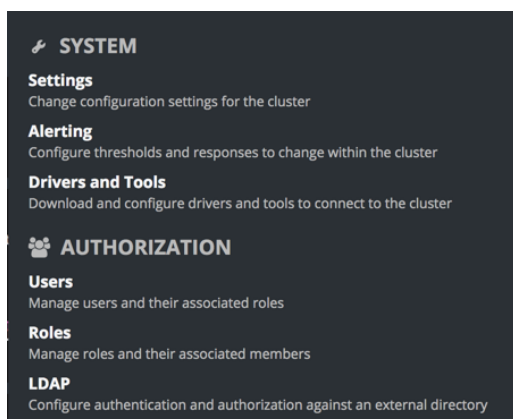 SYSTEM
Settings
Change configuration settings for the cluster
Alerting
Configure thresholds and responses to change within the cluster
Drivers and Tools
Download and configure drivers and tools to connect to the cluster
AUTHORIZATION
Users
Manage users and their associated roles
Roles
Manage roles and their associated members
LDAP
Configure authentication and authorization against an external directory